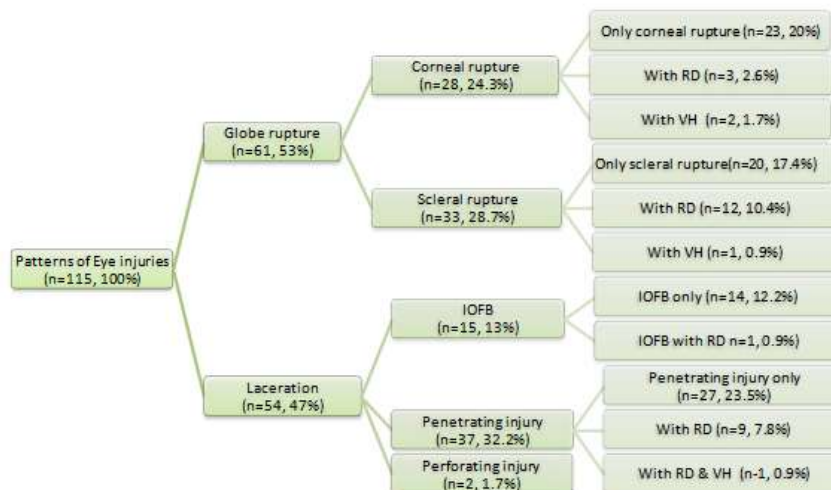 Patterns of Eye injuries
(n=115, 100%)
Globe rupture
(n=61, 53%)
Corneal rupture
(n=28, 24.3%)
Only corneal rupture (n=23, 20%)
With RD (n=3, 2.6%)
With VH (n=2, 1.7%)
Scleral rupture
(n=33, 28.7%)
Only scleral rupture(n=20, 17.4%)
With RD (n=12, 10.4%)
With VH (n=1, 0.9%)
Laceration
(n=54, 47%)
IOFB
(n=15, 13%)
IOFB only (n=14, 12.2%)
IOFB with RD n=1, 0.9%)
Penetrating injury
(n=37, 32.2%)
Penetrating injury only
(n=27, 23.5%)
With RD (n=9, 7.8%)
With RD & VH (n-1, 0.9%)
Perforating injury
(n=2, 1.7%)